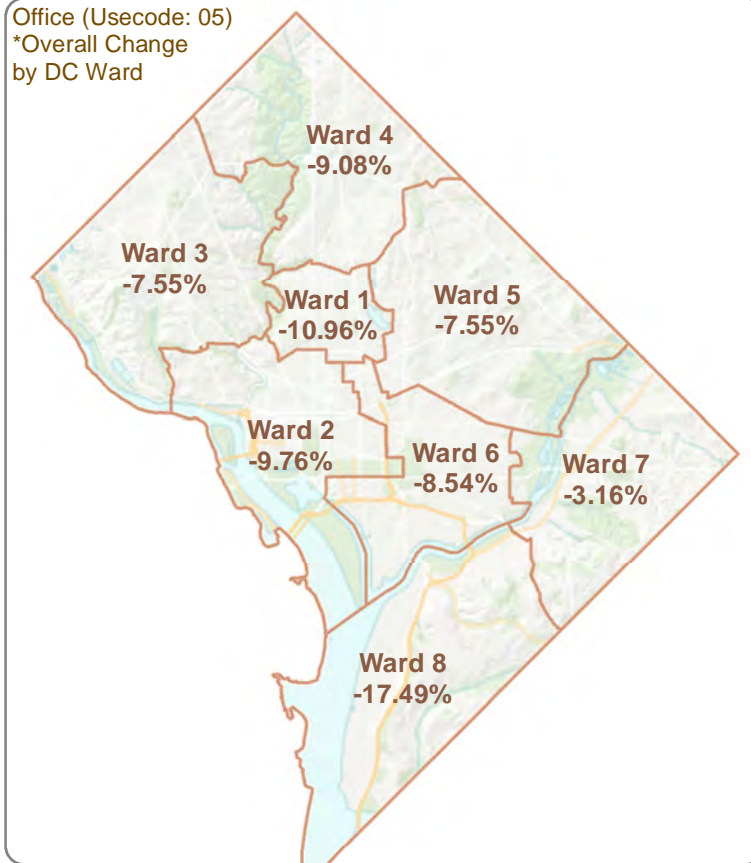 Office (Usecode: 05)
*Overall Change
by DC Ward
Ward 4
-9.08%
Ward 3
-7.55%
Ward 1
-10.96%
Ward 5
-7.55%
Ward 2
-9.76%
Ward 6
-8.54%
Ward 7
-3.16%
Ward 8
-17.49%